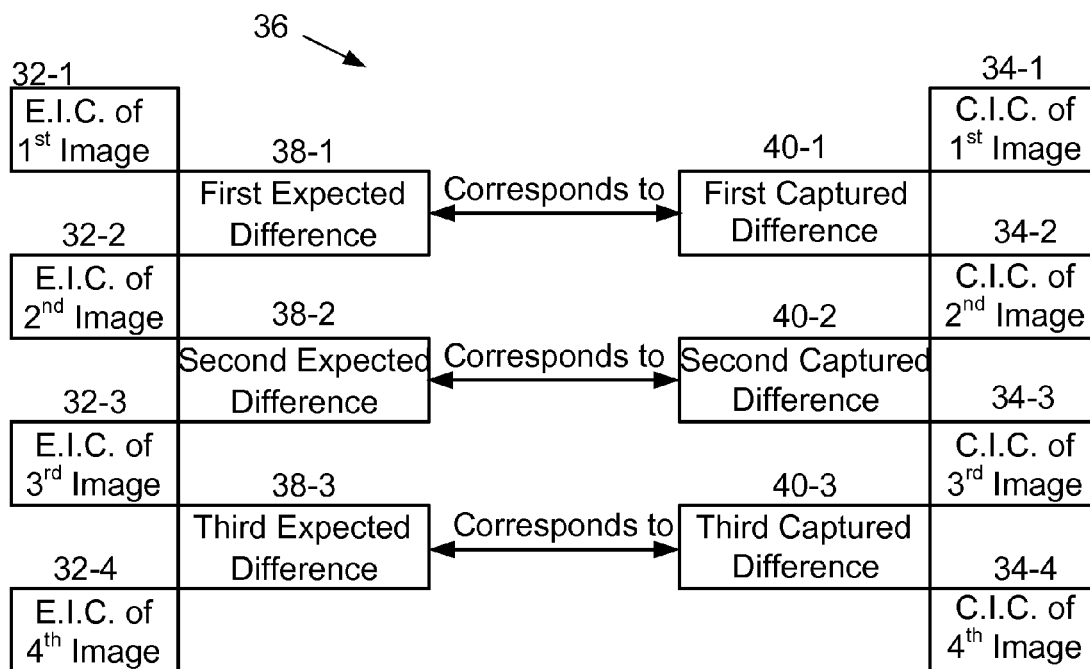 36
32-1
34-1
E.I.C. of
1st Image
C.I.C. of
1st Image
38-1
40-1
First Expected
Difference
Corresponds to
First Captured
Difference
32-2
34-2
E.I.C. of
2nd Image
C.I.C. of
2nd Image
38-2
40-2
Second Expected
Difference
Corresponds to
Second Captured
Difference
32-3
34-3
E.I.C. of
3rd Image
C.I.C. of
3rd Image
38-3
40-3
Third Expected
Difference
Corresponds to
Third Captured
Difference
32-4
34-4
E.I.C. of
4th Image
C.I.C. of
4th Image